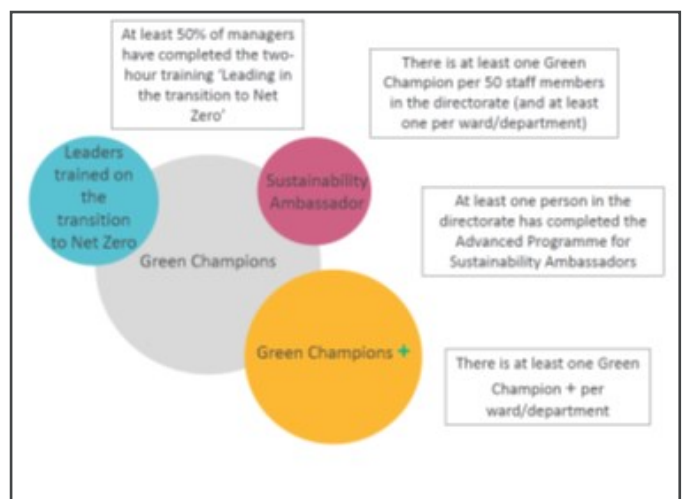 At least 50% of managers
have completed the two-
hour training ‘Leading in
the transition to Net
Zero’
There is at least one Green
Champion per 50 staff members
in the directorate (and at least
one per ward/department)
Leaders
trained on
the
transition
to Net Zero
Sustainability
Ambassador
Green Champions
At least one person in the
directorate has completed the
Advanced Programme for
Sustainability Ambassadors
Green Champions +
There is at least one Green
Champion + per
ward/department